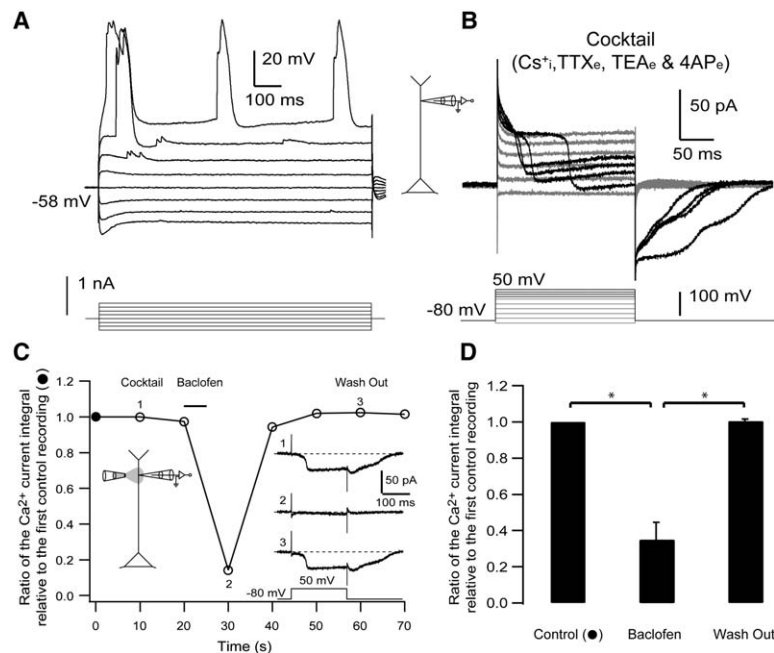 A
20 mV
100 ms
-58 mV
1 nA
B
Cocktail
(Cs⁺i,TTXe, TEAe & 4APe)
50 pA
50 ms
50 mV
-80 mV
100 mV
C
Ratio of the Ca²⁺ current integral
relative to the first control recording (●)
1.2
1.0
0.8
0.6
0.4
0.2
0.0
Cocktail
Baclofen
Wash Out
1
2
3
1
50 pA
100 ms
2
3
50 mV
-80 mV
0
10
20
30
40
50
60
70
Time (s)
D
Ratio of the Ca²⁺ current integral
relative to the first control recording
1.2
1.0
0.8
0.6
0.4
0.2
0.0
*
*
Control (●)
Baclofen
Wash Out